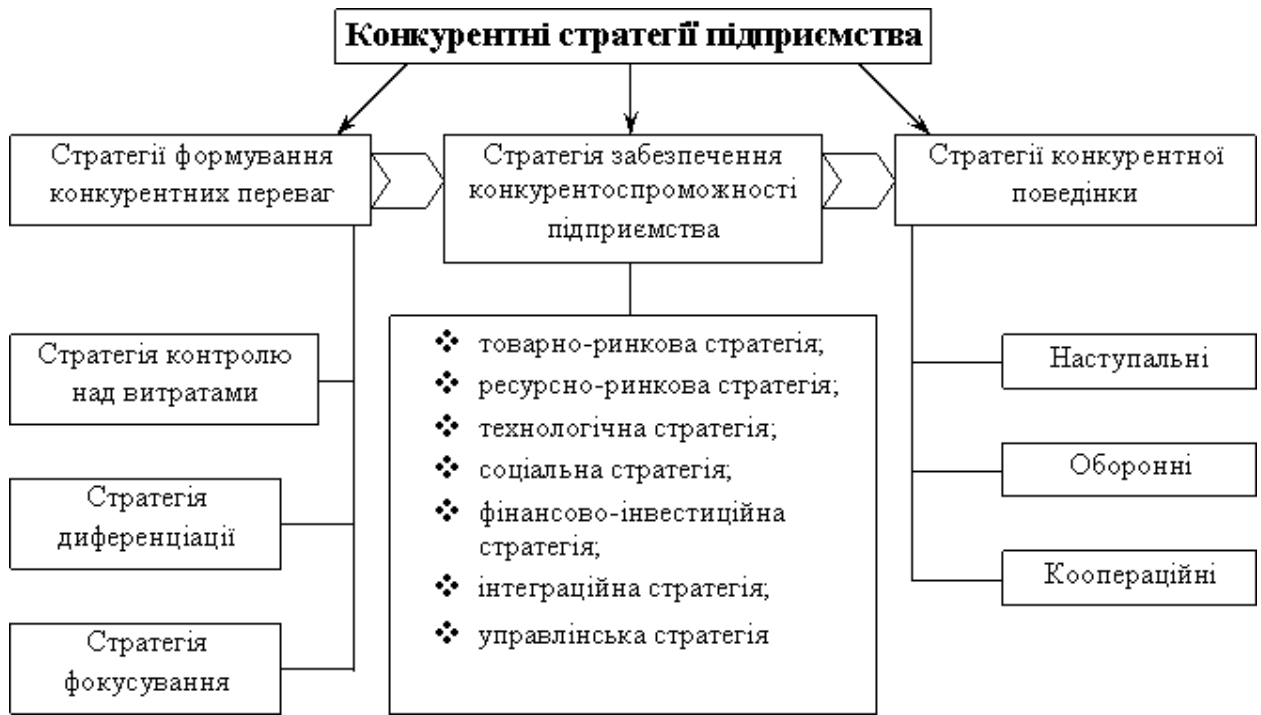 Конкурентні стратегії підприємства
Стратегії формування
конкурентних переваг
Стратегія забезпечення
конкурентоспроможності
підприємства
Стратегії конкурентної
поведінки
Стратегія контролю
над витратами
Стратегія
диференціації
Стратегія
фокусування
товарно-ринкова стратегія;
ресурсно-ринкова стратегія;
технологічна стратегія;
соціальна стратегія;
фінансово-інвестиційна
стратегія;
інтеграційна стратегія;
управлінська стратегія
Наступальні
Оборонні
Коопераційні